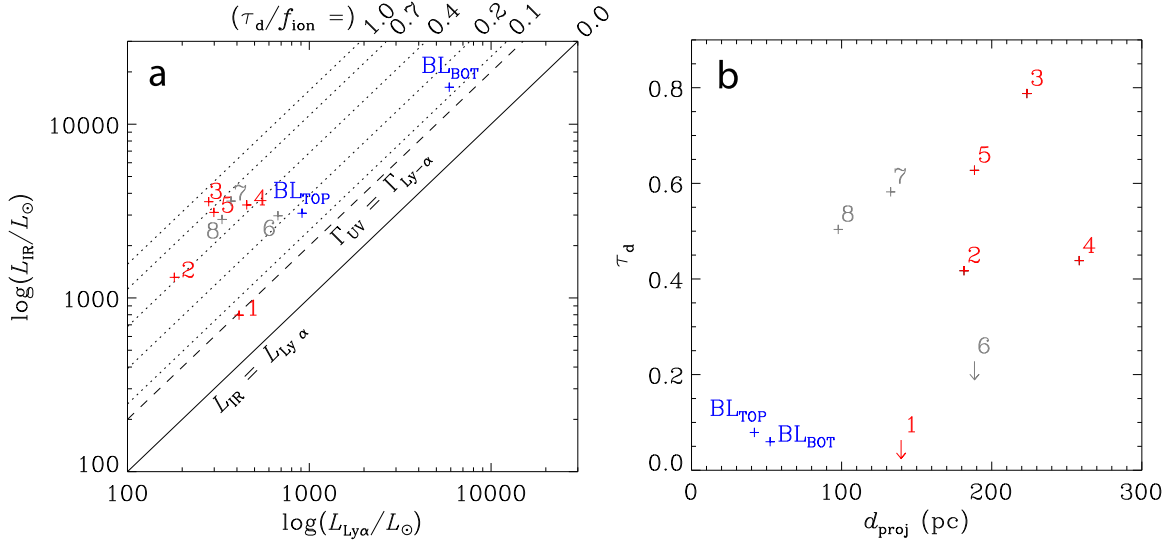 (τd/fion =) 1.0 0.7 0.4 0.2 0.1 0.0
a
BLBOT
10000
3 7
5 4
BLTOP
8 6
2
1000
1
ΓUV = ΓLy-α
LIR = LLy α
100
100 1000 10000
log(LIR/L⊙)
log(LLyα/L⊙)
b
0.8
3
5
0.6
7
8
4
2
0.4
6
0.2
BLTOP
BLBOT
1
0.0
0 100 200 300
τd
dproj (pc)